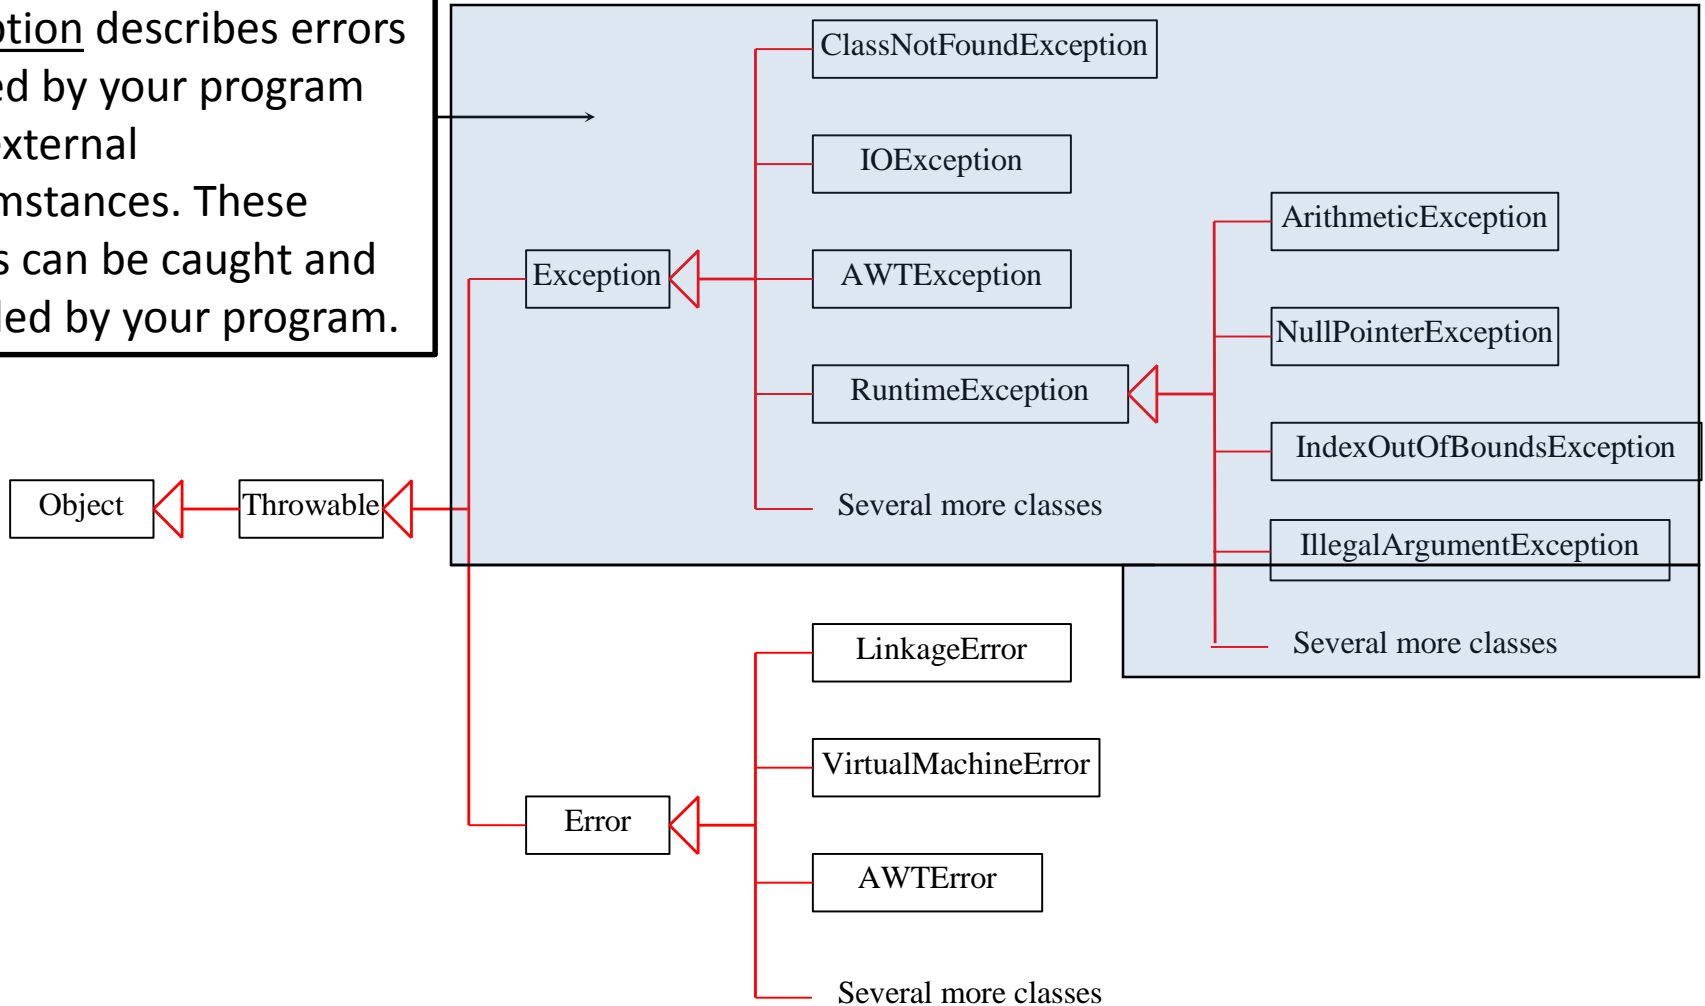 ption describes errors
ed by your program
external
mstances. These
s can be caught and
led by your program.
ClassNotFoundException
IOException
ArithmeticException
Exception
AWTException
NullPointerException
RuntimeException
IndexOutOfBoundsException
Object
Throwable
Several more classes
IllegalArgumentException
LinkageError
Several more classes
VirtualMachineError
Error
AWTError
Several more classes